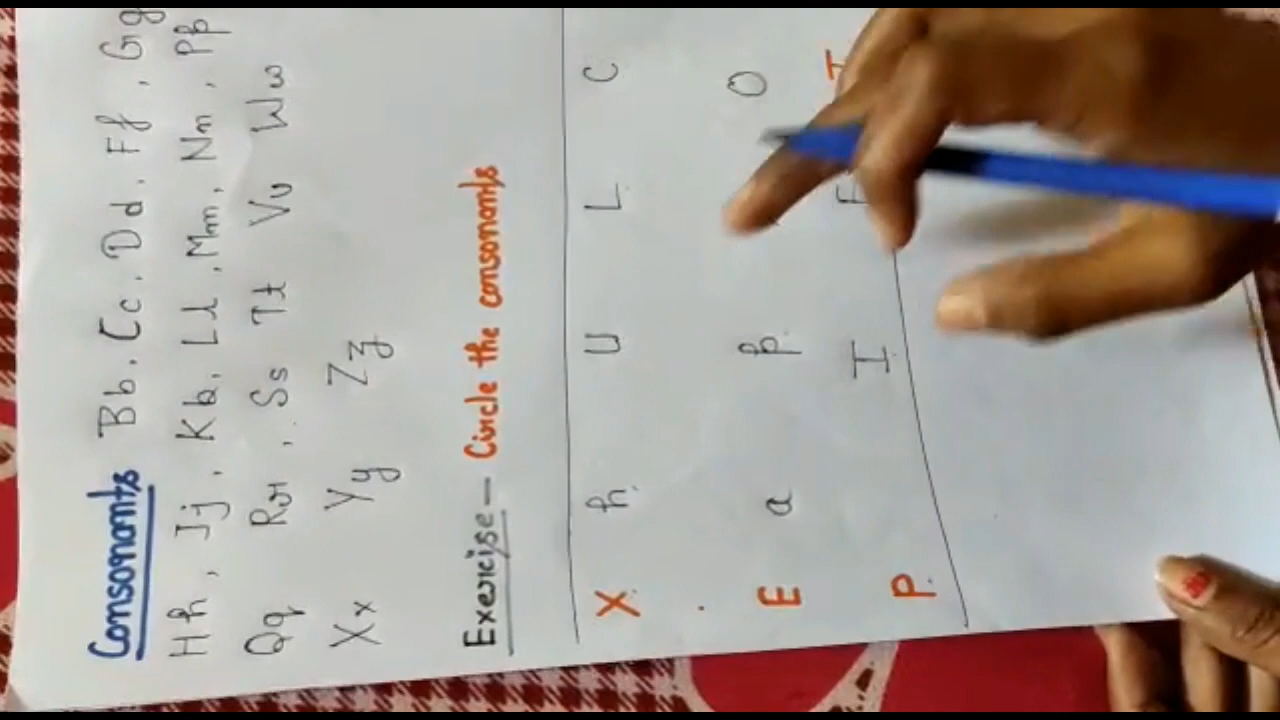 Consonants Bb, Cc, Dd, Ff, Gg
Hh, Jj, Kk, Ll, Mm, Nn, Pp
Qq Rr, Ss Tt Vv Ww
Xx Yy Zz
Exercise - Circle the consonants
X h U L C
E a p O
P I